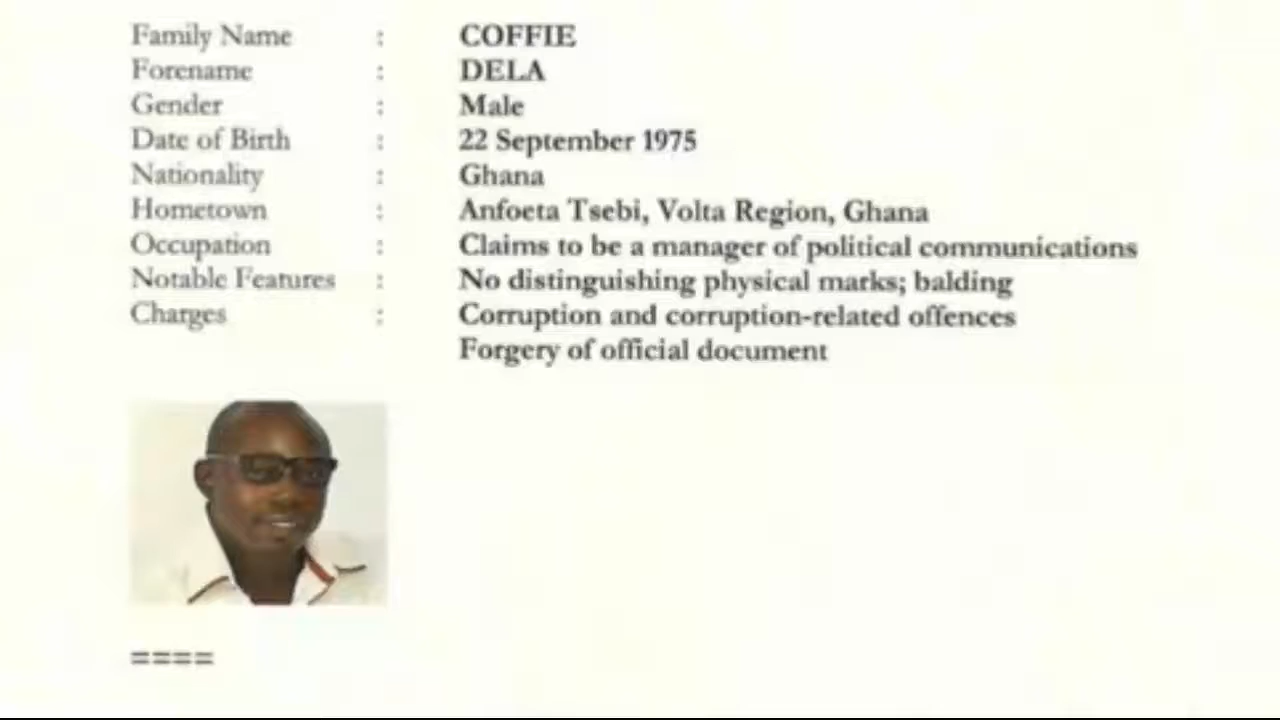 Family Name : COFFIE
Forename : DELA
Gender : Male
Date of Birth : 22 September 1975
Nationality : Ghana
Hometown : Anfoeta Tsebi, Volta Region, Ghana
Occupation : Claims to be a manager of political communications
Notable Features : No distinguishing physical marks; balding
Charges : Corruption and corruption-related offences
Forgery of official document
====